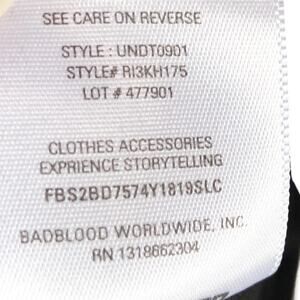 SEE CARE ON REVERSE
STYLE : UNDT0901
STYLE# RI3KH175
LOT # 477901
CLOTHES ACCESSORIES
EXPRIENCE STORYTELLING
FBS2BD7574Y1819SLC
BADBLOOD WORLDWIDE, INC.
RN 1318662304